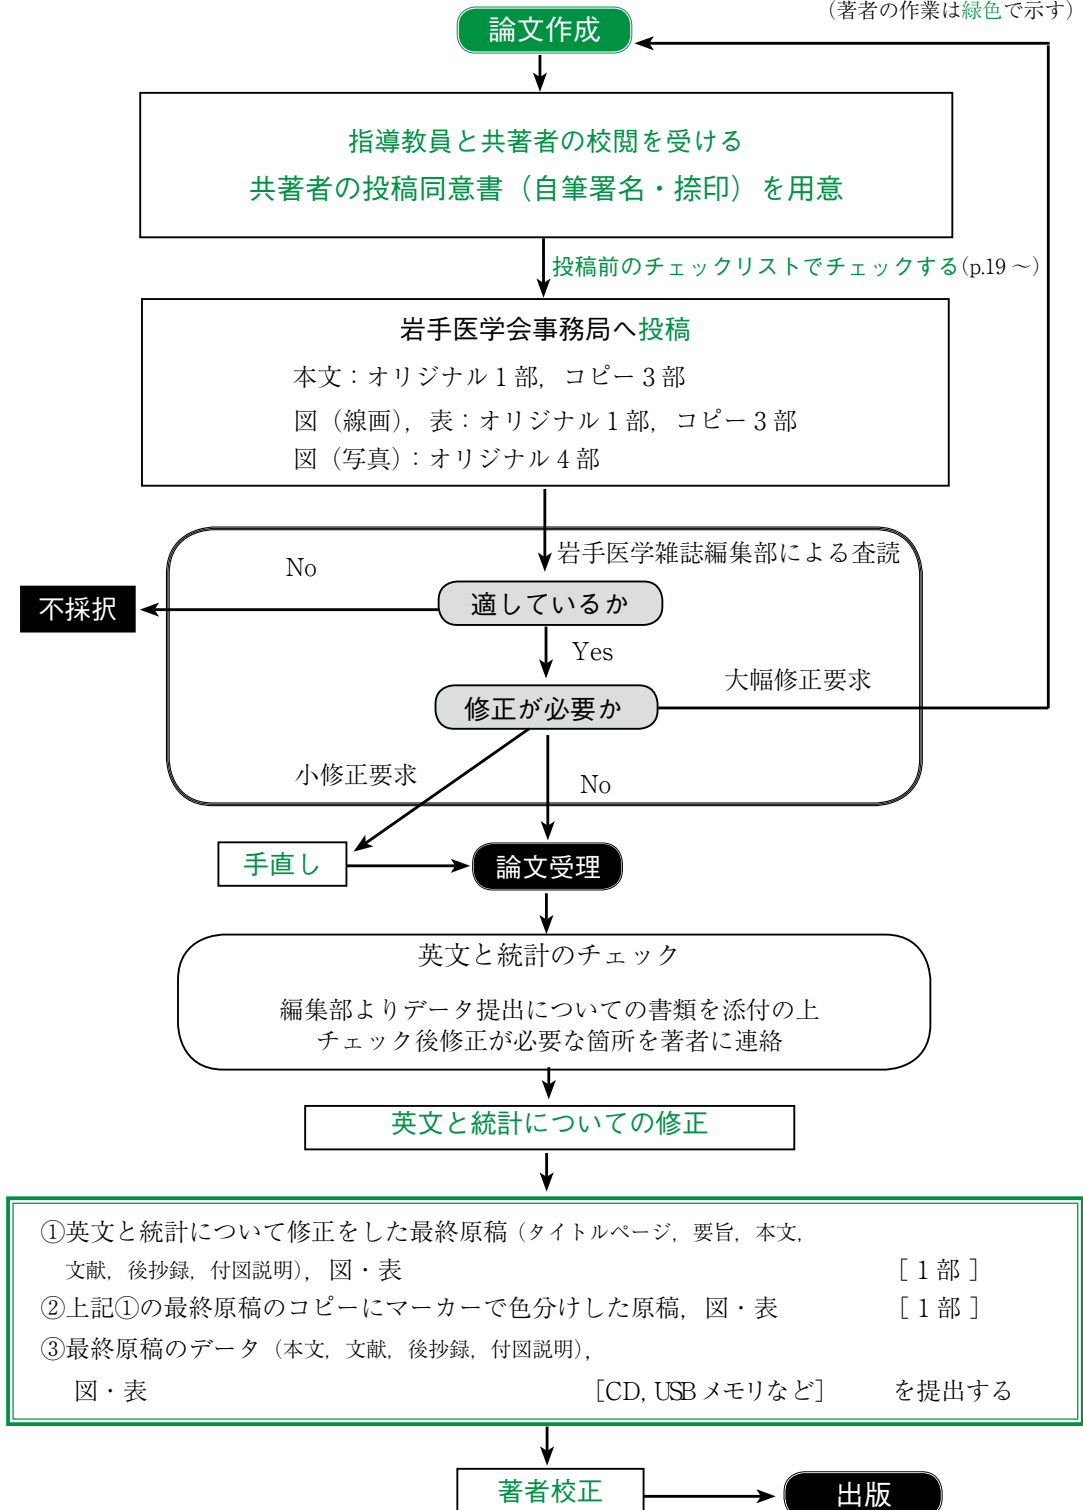 （著者の作業は緑色で示す）
論文作成
指導教員と共著者の校閲を受ける
共著者の投稿同意書（自筆署名・捺印）を用意
投稿前のチェックリストでチェックする(p.19～)
岩手医学会事務局へ投稿
本文：オリジナル１部，コピー３部
図（線画），表：オリジナル１部，コピー３部
図（写真）：オリジナル４部
岩手医学雑誌編集部による査読
No
適しているか
不採択
Yes
大幅修正要求
修正が必要か
小修正要求
No
手直し
論文受理
英文と統計のチェック
編集部よりデータ提出についての書類を添付の上
チェック後修正が必要な箇所を著者に連絡
英文と統計についての修正
①英文と統計について修正をした最終原稿（タイトルページ，要旨，本文，
文献，後抄録，付図説明），図・表 ［１部］
②上記①の最終原稿のコピーにマーカーで色分けした原稿，図・表 ［１部］
③最終原稿のデータ（本文，文献，後抄録，付図説明），
図・表 ［CD, USB メモリなど］ を提出する
著者校正
出版